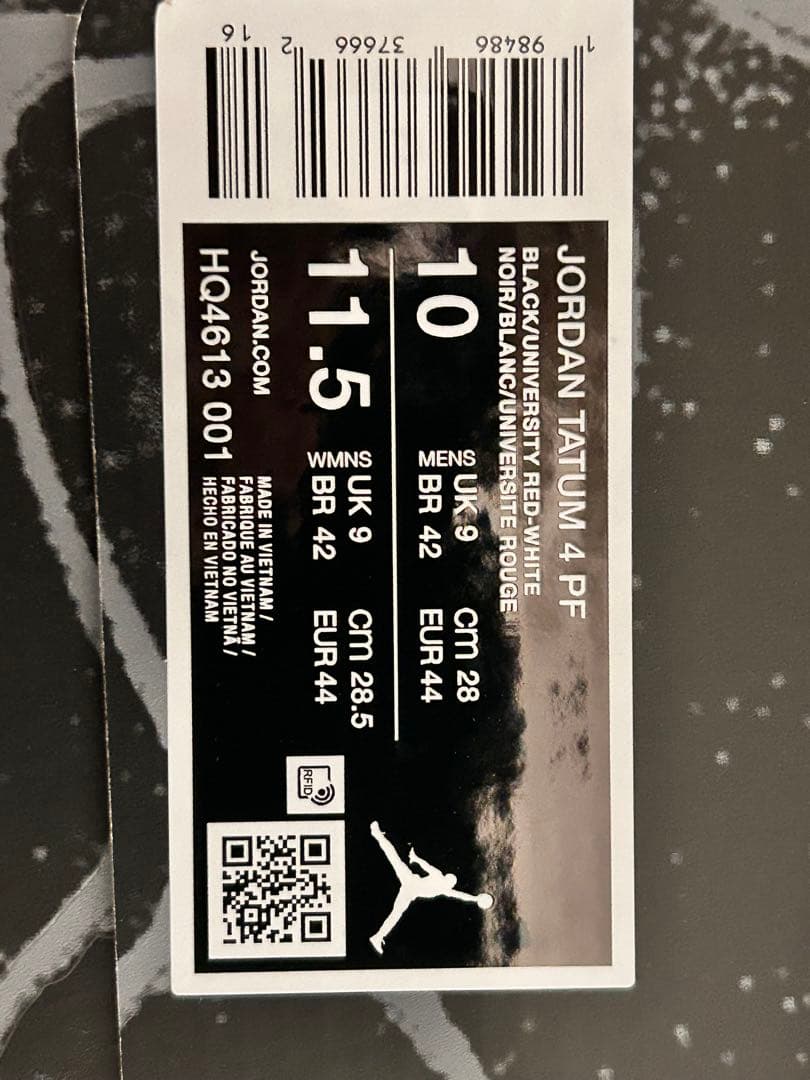 JORDAN TATUM 4 PF
BLACK/UNIVERSITY RED-WHITE
NOIR/BLANC/UNIVERSITE ROUGE
10
MENS UK 9 cm 28
BR 42 EUR 44
11.5
WMNS UK 9 cm 28.5
BR 42 EUR 44
JORDAN.COM
HQ4613 001
MADE IN VIETNAM /
FABRIQUE AU VIETNAM /
FABRICADO NO VIETNÃ /
HECHO EN VIETNAM
RFID
1 98486 37666 2 16